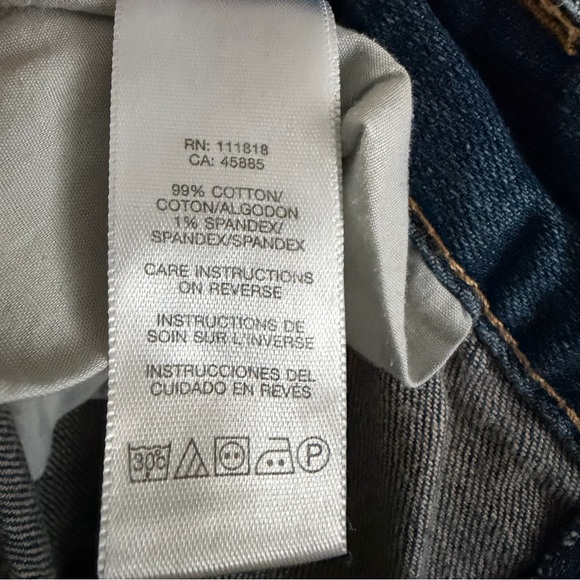 RN: 111818
CA: 45885
99% COTTON/
COTON/ALGODON
1% SPANDEX/
SPANDEX/SPANDEX
CARE INSTRUCTIONS
ON REVERSE
INSTRUCTIONS DE
SOIN SUR L'INVERSE
INSTRUCCIONES DEL
CUIDADO EN REVÉS
30°c P